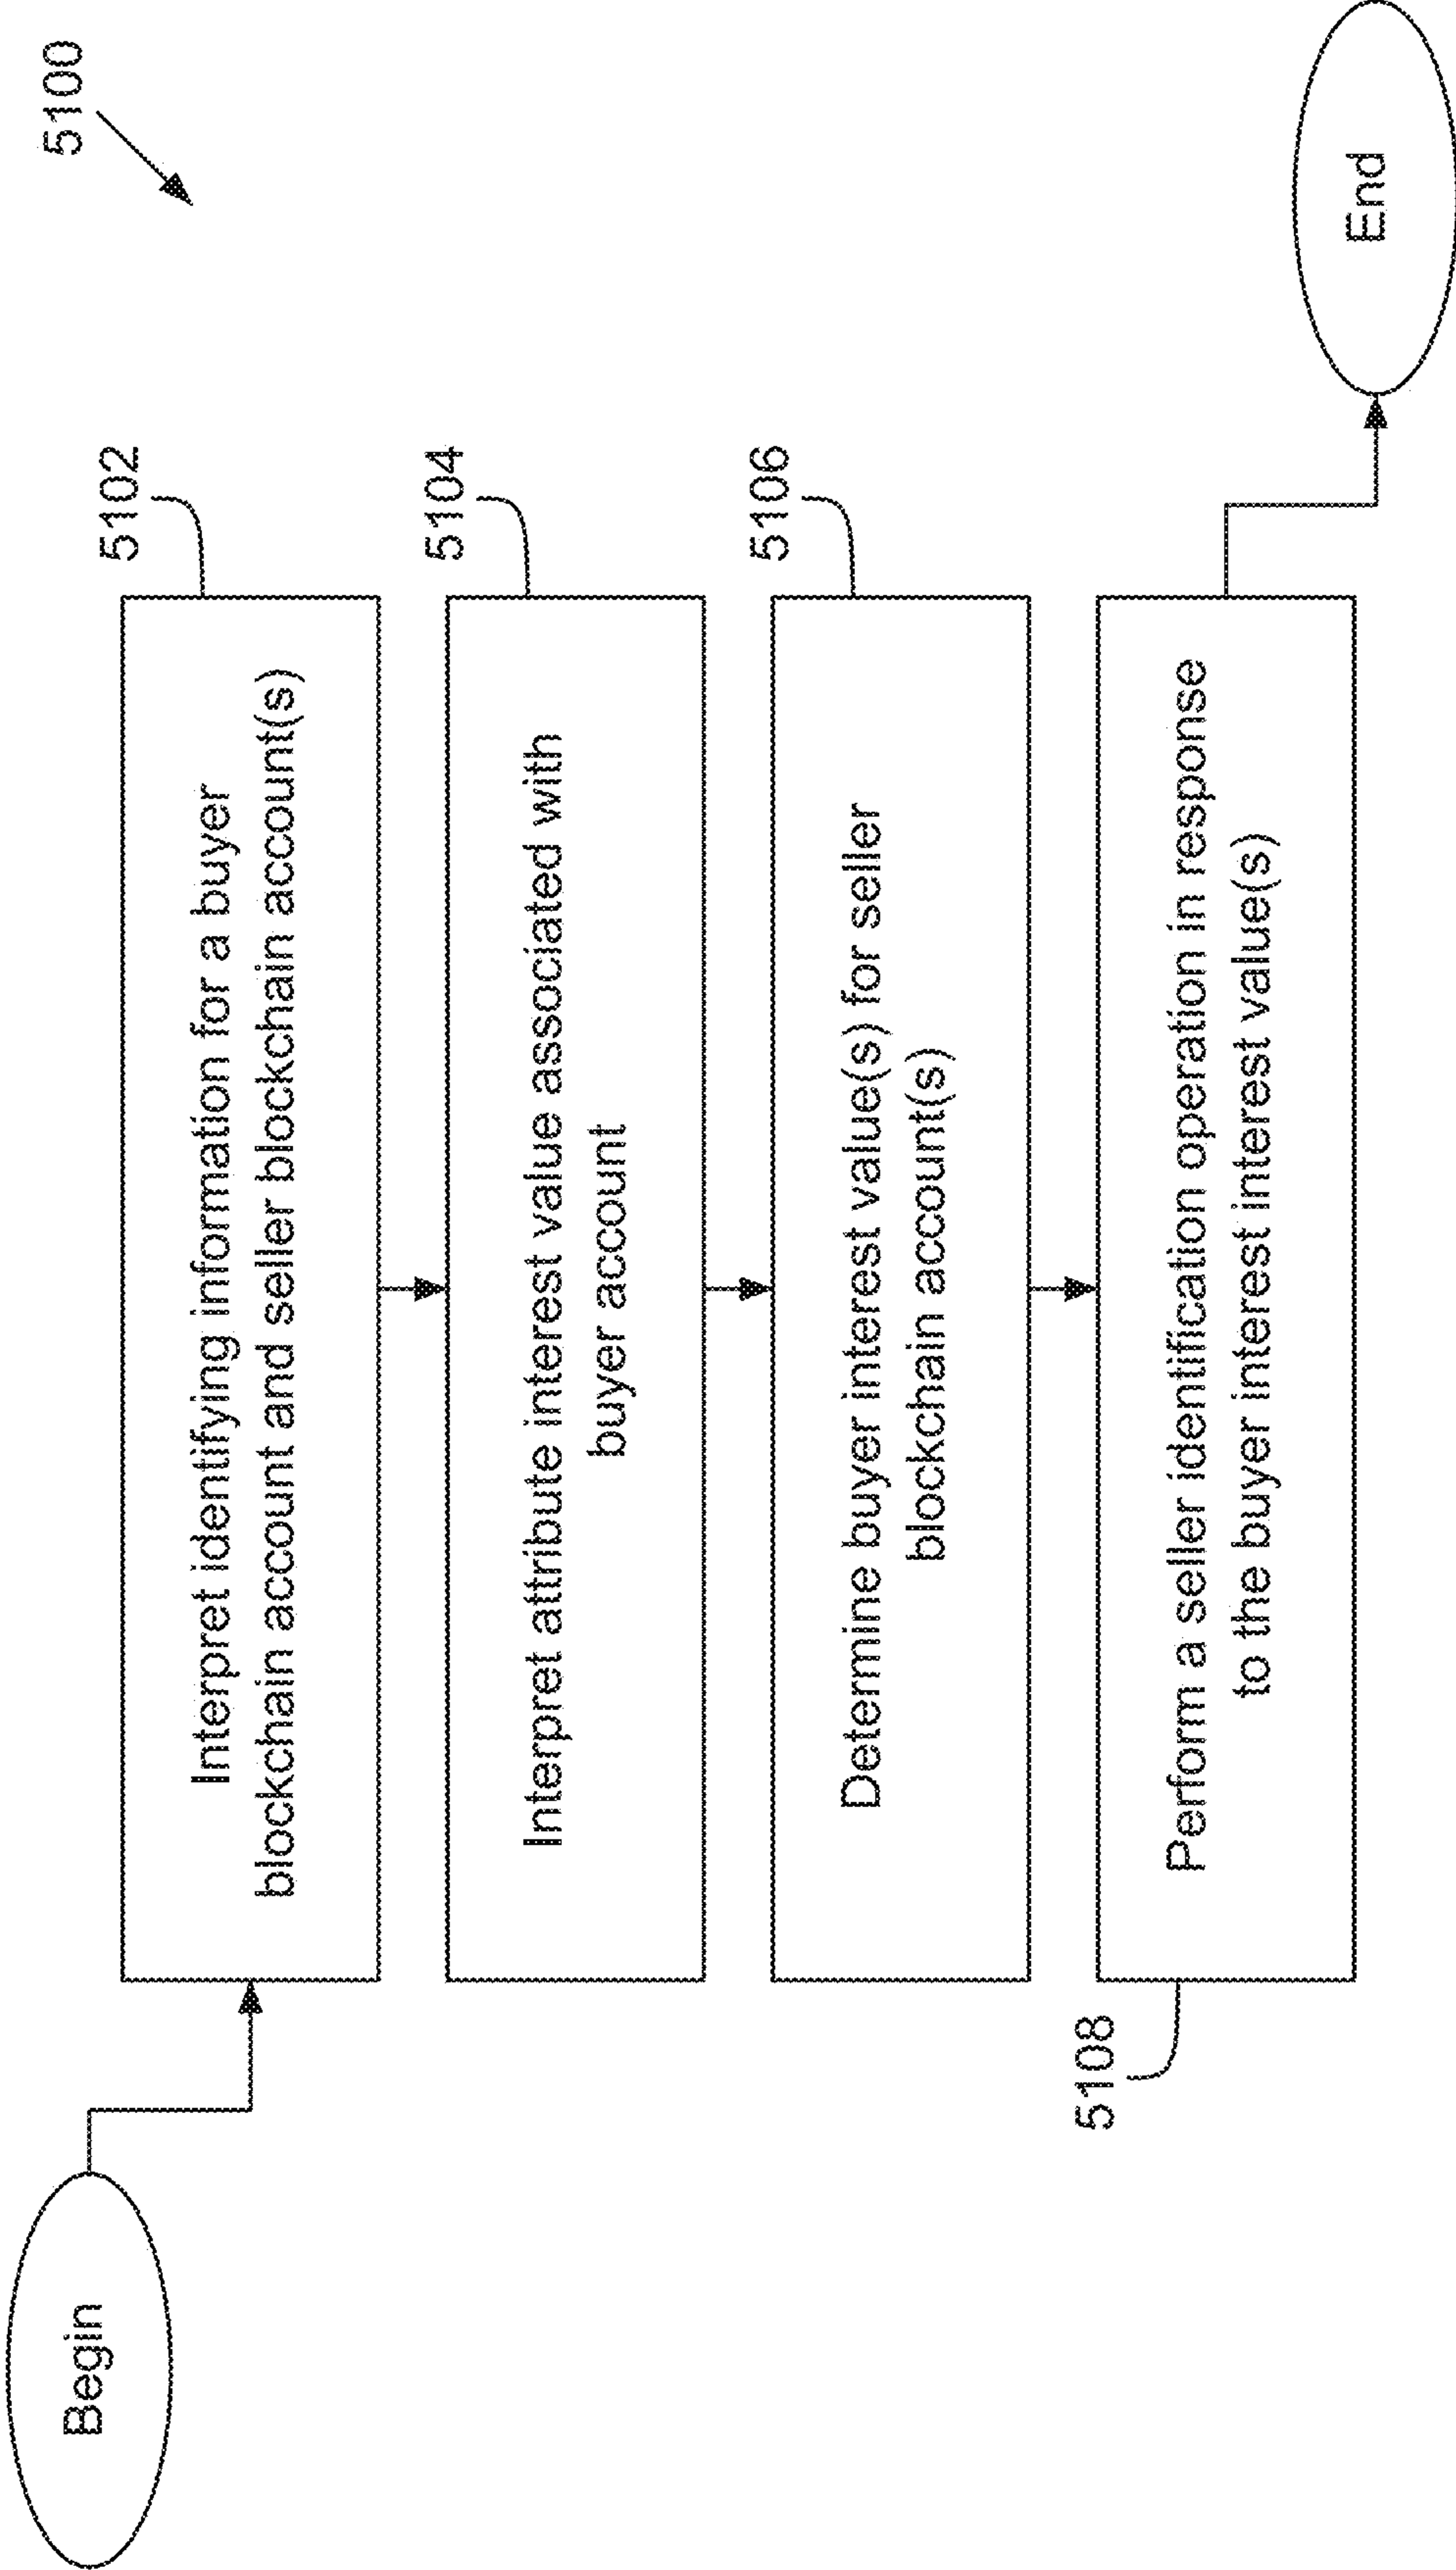 5100
Begin
5102
Interpret identifying information for a buyer
blockchain account and seller blockchain account(s)
5104
Interpret attribute interest value associated with
buyer account
5106
Determine buyer interest value(s) for seller
blockchain account(s)
5108
Perform a seller identification operation in response
to the buyer interest interest value(s)
End